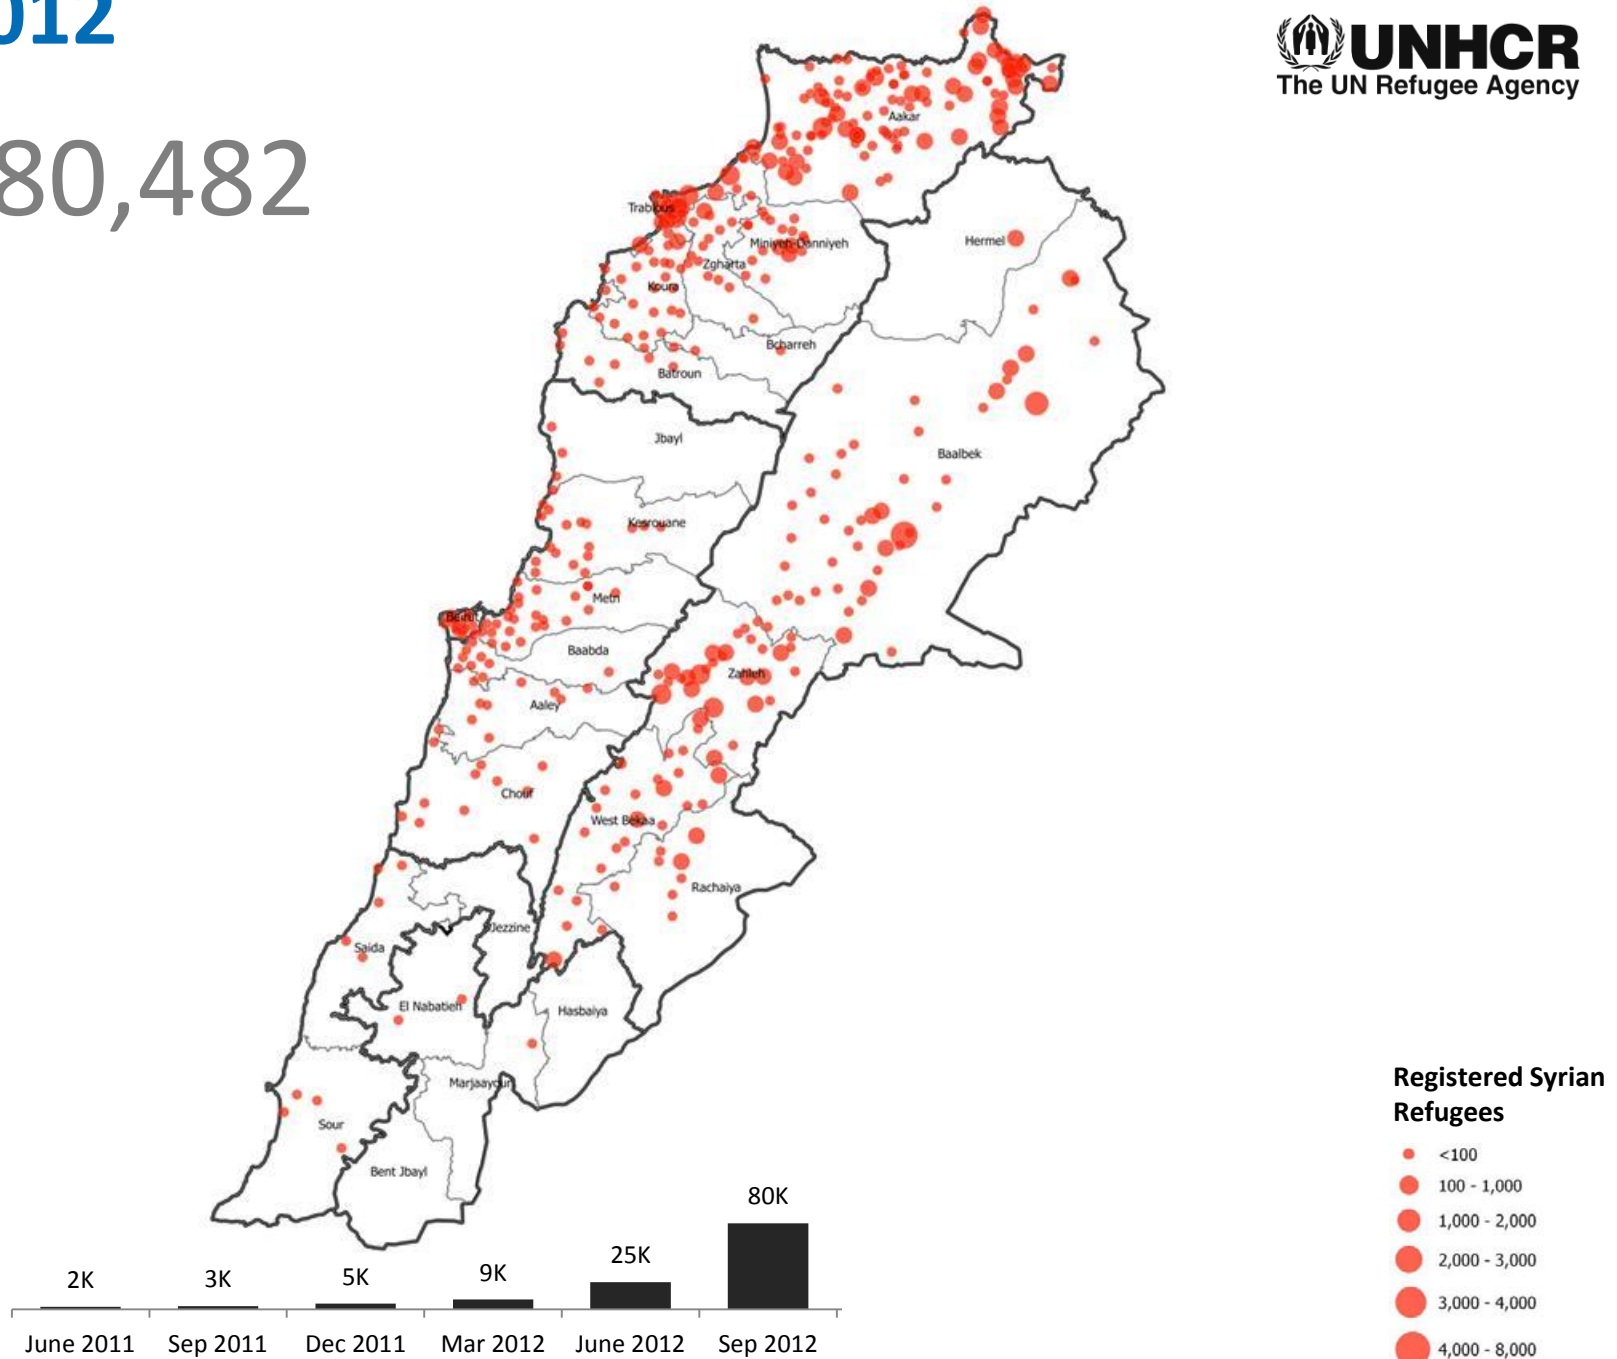 012
UNHCR
The UN Refugee Agency
80,482
Aakar
Trablous
Hermel
Miniyeh-Danniyeh
Zgharta
Koura
Bcharreh
Batroun
Jbayl
Baalbek
Kesrouane
Metn
Beirut
Baabda
Zahleh
Aaley
Chouf
West Bekaa
Rachaiya
Jezzine
Saida
El Nabatieh
Hasbaiya
Marjaayoun
Sour
Bent Jbayl
Registered Syrian
Refugees
<100
100 - 1,000
1,000 - 2,000
2,000 - 3,000
3,000 - 4,000
4,000 - 8,000
2K 3K 5K 9K 25K 80K
June 2011 Sep 2011 Dec 2011 Mar 2012 June 2012 Sep 2012